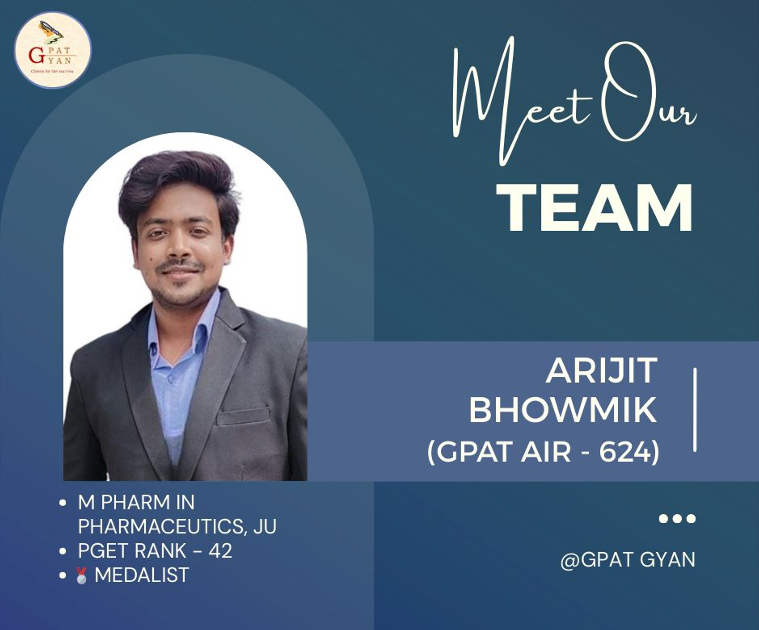 G PAT
GYAN
Meet Our
TEAM
ARIJIT
BHOWMIK
(GPAT AIR - 624)
• M PHARM IN
PHARMACEUTICS, JU
• PGET RANK – 42
• 🥈 MEDALIST
@GPAT GYAN